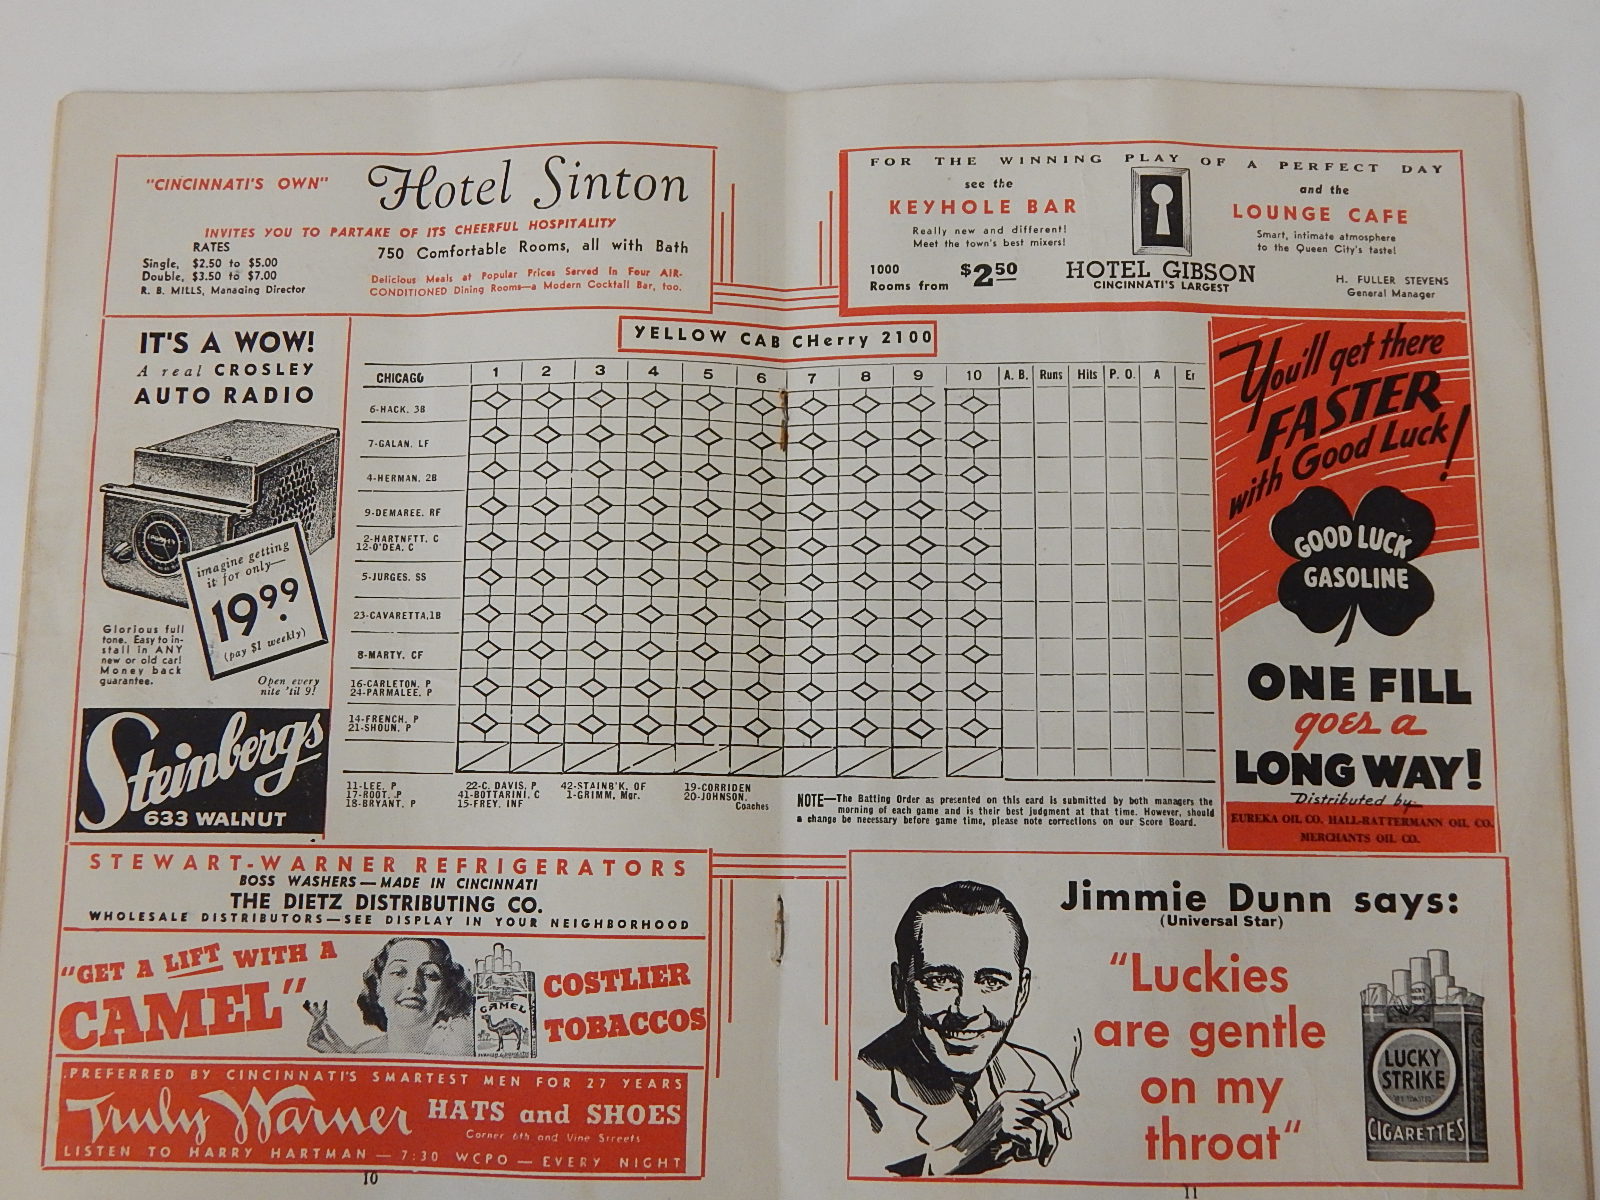 "CINCINNATI'S OWN"
Hotel Sinton
INVITES YOU TO PARTAKE OF ITS CHEERFUL HOSPITALITY
RATES
Single, $2.50 to $5.00
Double, $3.50 to $7.00
R. B. MILLS, Managing Director
750 Comfortable Rooms, all with Bath
Delicious Meals at Popular Prices Served in Four AIR-
CONDITIONED Dining Rooms—a Modern Cocktail Bar, too.
FOR THE WINNING PLAY OF A PERFECT DAY
see the
KEYHOLE BAR
Really new and different!
Meet the town's best mixers!
and the
LOUNGE CAFE
Smart, intimate atmosphere
to the Queen City's taste!
1000
Rooms from
$2.50
HOTEL GIBSON
CINCINNATI'S LARGEST
H. FULLER STEVENS
General Manager
IT'S A WOW!
A real CROSLEY
AUTO RADIO
imagine getting
it for only—
19.99
(pay $1 weekly)
Glorious full
tone. Easy to in-
stall in ANY
new or old car!
Money back
guarantee.
Open every
nite 'til 9!
Steinbergs
633 WALNUT
YELLOW CAB CHerry 2100
CHICAGO 1 2 3 4 5 6 7 8 9 10 A. B. Runs Hits P. O. A Er
6-HACK, 3B
7-GALAN, LF
4-HERMAN, 2B
9-DEMAREE, RF
2-HARTNETT, C
12-O'DEA, C
5-JURGES, SS
23-CAVARETTA, 1B
8-MARTY, CF
16-CARLETON, P
24-PARMALEE, P
14-FRENCH, P
21-SHOUN, P
11-LEE, P
17-ROOT, P
18-BRYANT, P
22-C. DAVIS, P
41-BOTTARINI, C
15-FREY, INF
42-STAINB'K, OF
1-GRIMM, Mgr.
19-CORRIDEN
20-JOHNSON,
Coaches
NOTE—The Batting Order as presented on this card is submitted by both managers the
morning of each game and is their best judgment at that time. However, should
a change be necessary before game time, please note corrections on our Score Board.
You'll get there
FASTER
with Good Luck!
GOOD LUCK
GASOLINE
ONE FILL
goes a
LONG WAY!
Distributed by
EUREKA OIL CO. HALL-RATTERMANN OIL CO.
MERCHANTS OIL CO.
STEWART-WARNER REFRIGERATORS
BOSS WASHERS—MADE IN CINCINNATI
THE DIETZ DISTRIBUTING CO.
WHOLESALE DISTRIBUTORS—SEE DISPLAY IN YOUR NEIGHBORHOOD
"GET A LIFT WITH A
CAMEL"
CAMEL
COSTLIER
TOBACCOS
PREFERRED BY CINCINNATI'S SMARTEST MEN FOR 27 YEARS
Truly Warner HATS and SHOES
Corner 6th and Vine Streets
LISTEN TO HARRY HARTMAN — 7:30 WCPO — EVERY NIGHT
Jimmie Dunn says:
(Universal Star)
"Luckies
are gentle
on my
throat"
LUCKY
STRIKE
"IT'S TOASTED"
CIGARETTES
10
11